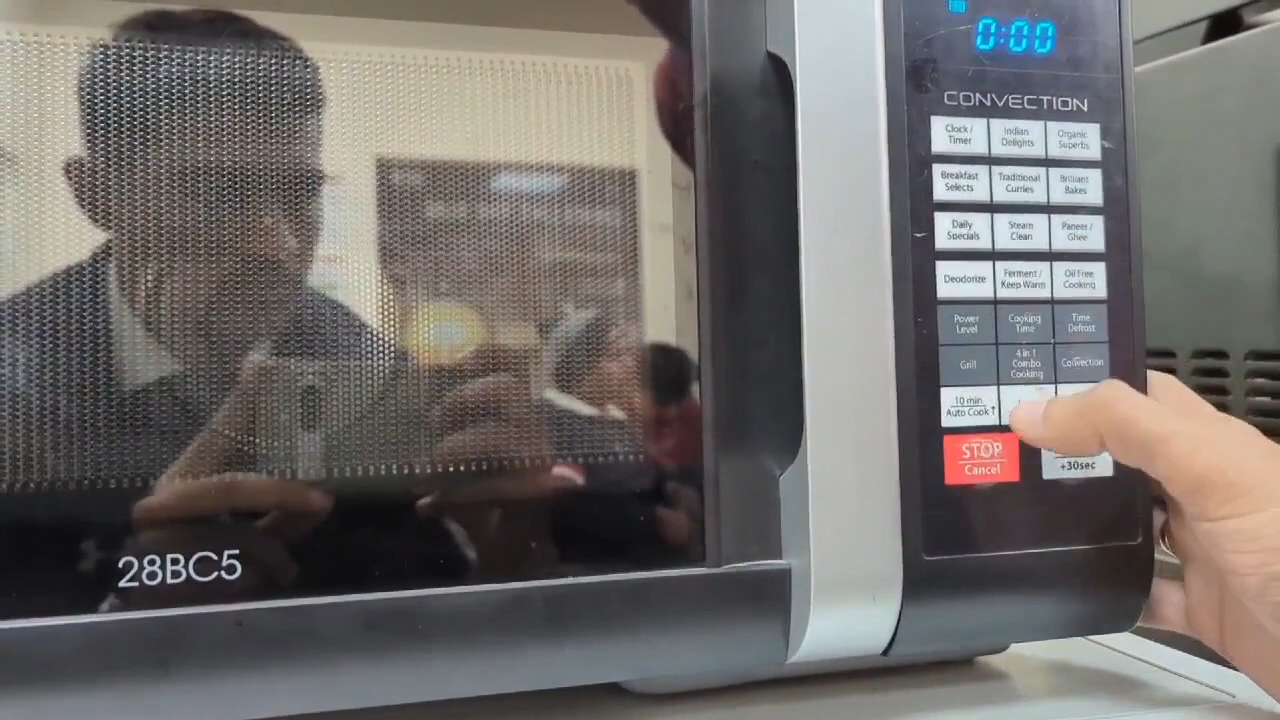 0:00
CONVECTION
Clock /
Timer
Indian
Delights
Organic
Superbs
Breakfast
Selects
Traditional
Curries
Brilliant
Bakes
Daily
Specials
Steam
Clean
Paneer /
Ghee
Deodorize
Ferment /
Keep Warm
Oil Free
Cooking
Power
Level
Cooking
Time
Time
Defrost
Grill
4 in 1
Combo
Cooking
Convection
10 min
Auto Cook↑
STOP
Cancel
+30sec
28BC5